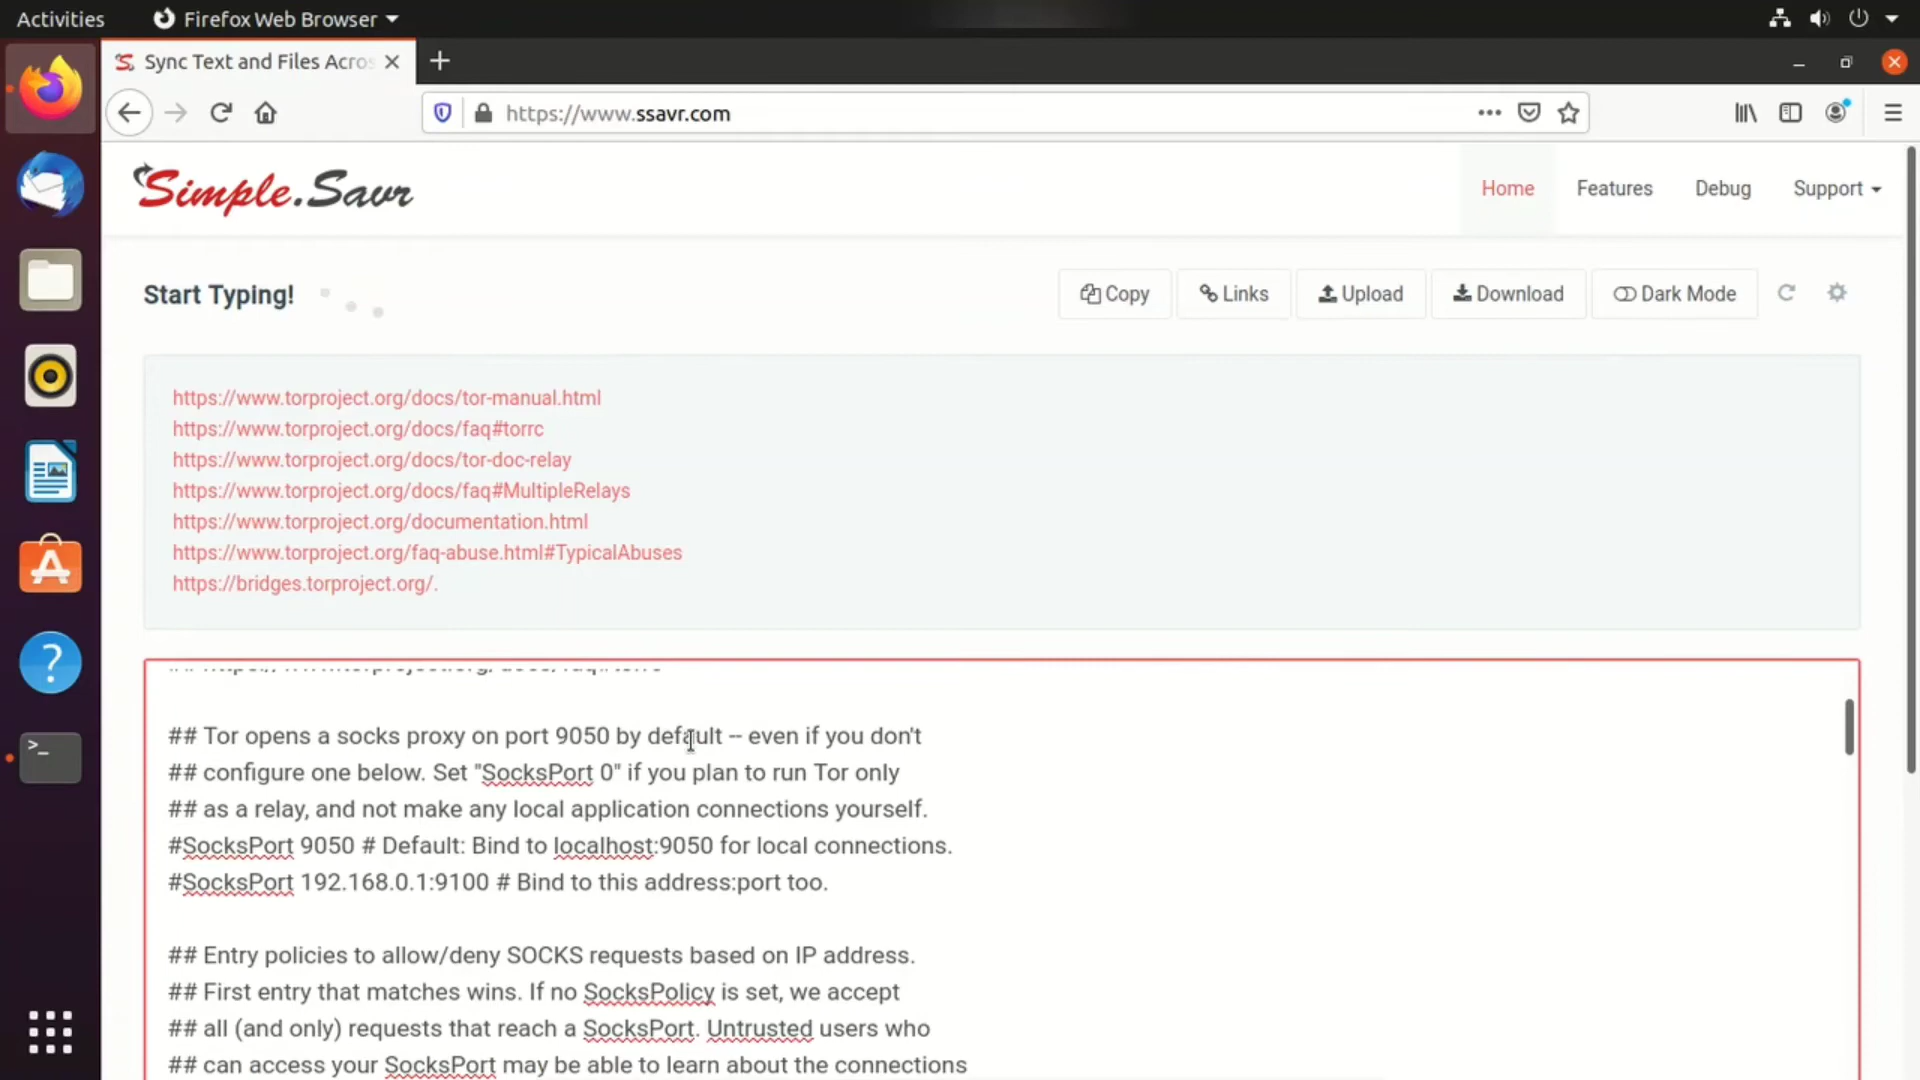 Activities Firefox Web Browser
Sync Text and Files Acros
https://www.ssavr.com
Simple.Savr Home Features Debug Support
Start Typing! Copy Links Upload Download Dark Mode
https://www.torproject.org/docs/tor-manual.html
https://www.torproject.org/docs/faq#torrc
https://www.torproject.org/docs/tor-doc-relay
https://www.torproject.org/docs/faq#MultipleRelays
https://www.torproject.org/documentation.html
https://www.torproject.org/faq-abuse.html#TypicalAbuses
https://bridges.torproject.org/.
## Tor opens a socks proxy on port 9050 by default -- even if you don't
## configure one below. Set "SocksPort 0" if you plan to run Tor only
## as a relay, and not make any local application connections yourself.
#SocksPort 9050 # Default: Bind to localhost:9050 for local connections.
#SocksPort 192.168.0.1:9100 # Bind to this address:port too.
## Entry policies to allow/deny SOCKS requests based on IP address.
## First entry that matches wins. If no SocksPolicy is set, we accept
## all (and only) requests that reach a SocksPort. Untrusted users who
## can access your SocksPort may be able to learn about the connections